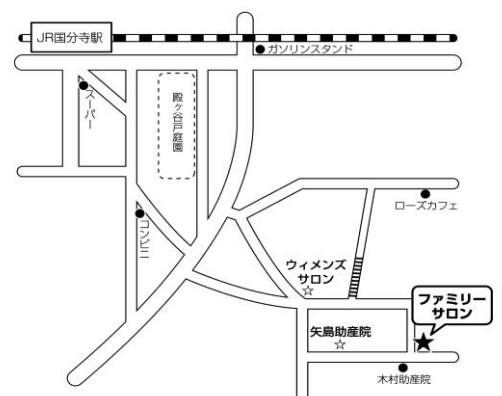 JR国分寺駅
ガソリンスタンド
スーパー
殿ヶ谷戸庭園
コンビニ
ローズカフェ
ウィメンズ
サロン
ファミリー
サロン
矢島助産院
木村助産院